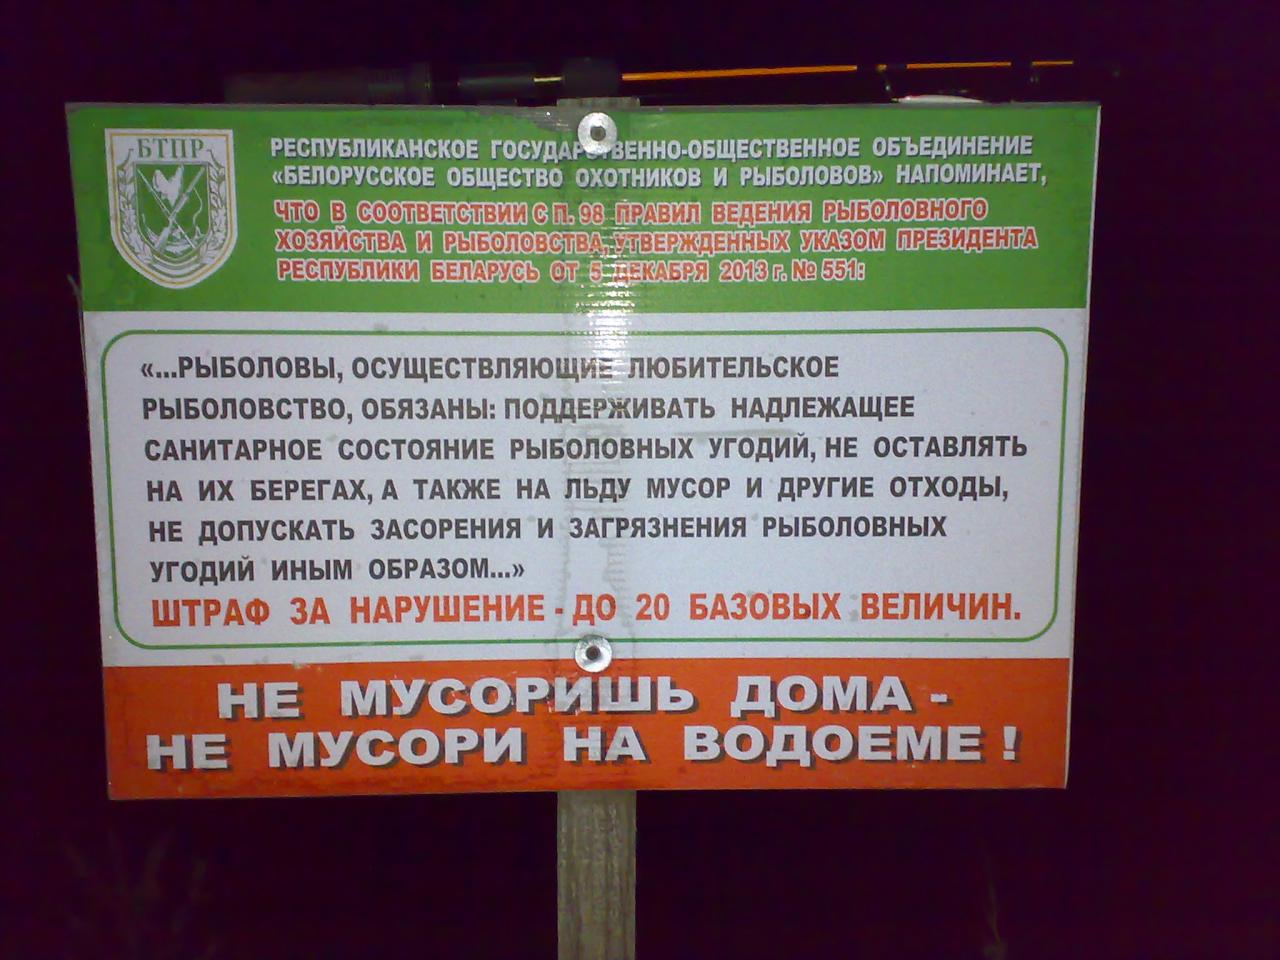 БТПР
РЕСПУБЛИКАНСКОЕ ГОСУДАРСТВЕННО-ОБЩЕСТВЕННОЕ ОБЪЕДИНЕНИЕ
«БЕЛОРУССКОЕ ОБЩЕСТВО ОХОТНИКОВ И РЫБОЛОВОВ» НАПОМИНАЕТ,
ЧТО В СООТВЕТСТВИИ С П. 98 ПРАВИЛ ВЕДЕНИЯ РЫБОЛОВНОГО
ХОЗЯЙСТВА И РЫБОЛОВСТВА, УТВЕРЖДЕННЫХ УКАЗОМ ПРЕЗИДЕНТА
РЕСПУБЛИКИ БЕЛАРУСЬ ОТ 5 ДЕКАБРЯ 2013 г. № 551:
«...РЫБОЛОВЫ, ОСУЩЕСТВЛЯЮЩИЕ ЛЮБИТЕЛЬСКОЕ
РЫБОЛОВСТВО, ОБЯЗАНЫ: ПОДДЕРЖИВАТЬ НАДЛЕЖАЩЕЕ
САНИТАРНОЕ СОСТОЯНИЕ РЫБОЛОВНЫХ УГОДИЙ, НЕ ОСТАВЛЯТЬ
НА ИХ БЕРЕГАХ, А ТАКЖЕ НА ЛЬДУ МУСОР И ДРУГИЕ ОТХОДЫ,
НЕ ДОПУСКАТЬ ЗАСОРЕНИЯ И ЗАГРЯЗНЕНИЯ РЫБОЛОВНЫХ
УГОДИЙ ИНЫМ ОБРАЗОМ...»
ШТРАФ ЗА НАРУШЕНИЕ - ДО 20 БАЗОВЫХ ВЕЛИЧИН.
НЕ МУСОРИШЬ ДОМА -
НЕ МУСОРИ НА ВОДОЕМЕ !